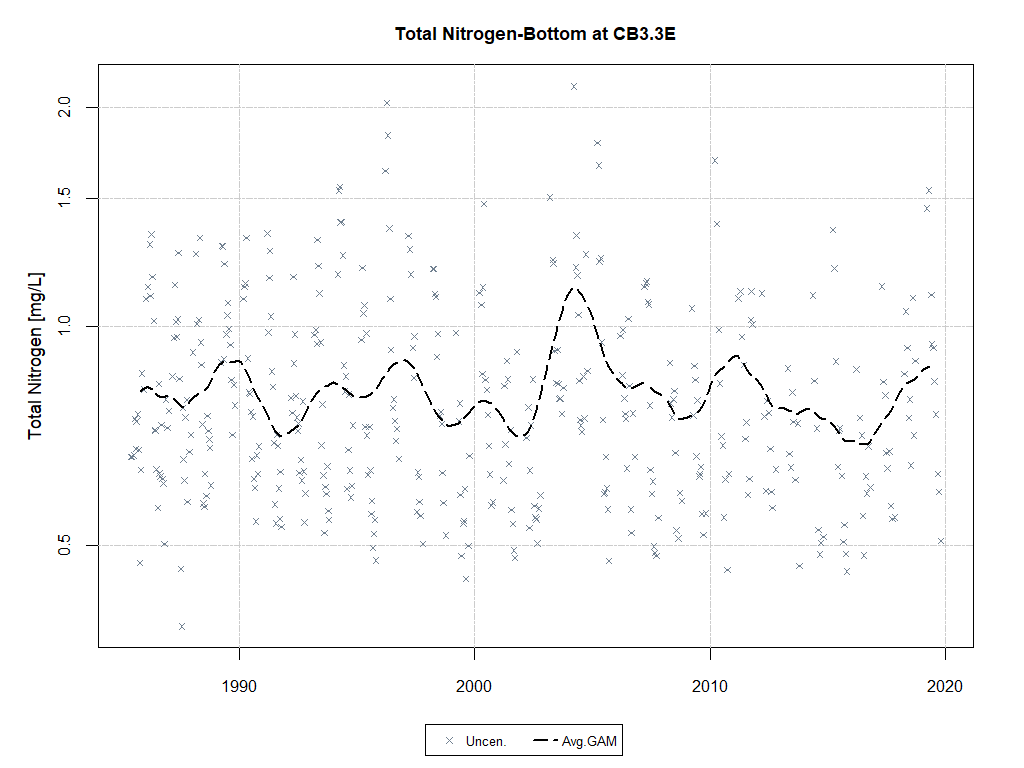 Total Nitrogen-Bottom at CB3.3E
Total Nitrogen [mg/L]
2.0
1.5
1.0
0.5
1990 2000 2010 2020
Uncen. Avg.GAM